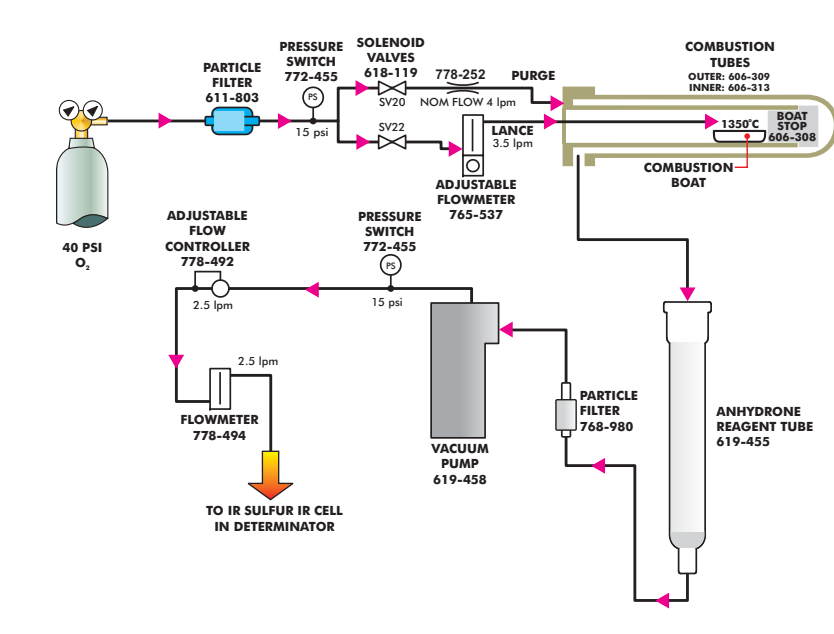 PARTICLE
FILTER
611-803
PRESSURE
SWITCH
772-455
PS
15 psi
SOLENOID
VALVES
618-119
SV20
SV22
778-252
NOM FLOW 4 lpm
PURGE
LANCE
3.5 lpm
ADJUSTABLE
FLOWMETER
765-537
COMBUSTION
TUBES
OUTER: 606-309
INNER: 606-313
1350°C
BOAT
STOP
606-308
COMBUSTION
BOAT
40 PSI
O2
ADJUSTABLE
FLOW
CONTROLLER
778-492
2.5 lpm
PRESSURE
SWITCH
772-455
PS
15 psi
2.5 lpm
FLOWMETER
778-494
VACUUM
PUMP
619-458
PARTICLE
FILTER
768-980
ANHYDRONE
REAGENT TUBE
619-455
TO IR SULFUR IR CELL
IN DETERMINATOR